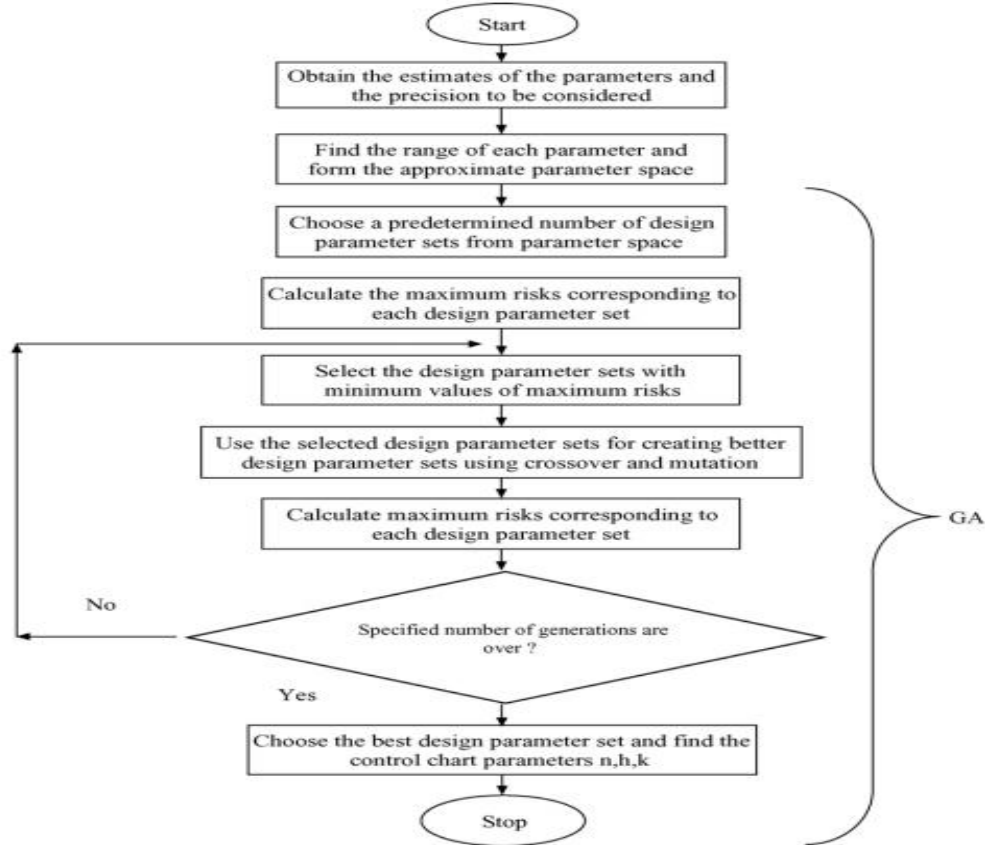 Start
Obtain the estimates of the parameters and
the precision to be considered
Find the range of each parameter and
form the approximate parameter space
Choose a predetermined number of design
parameter sets from parameter space
Calculate the maximum risks corresponding to
each design parameter set
Select the design parameter sets with
minimum values of maximum risks
Use the selected design parameter sets for creating better
design parameter sets using crossover and mutation
Calculate maximum risks corresponding to
each design parameter set
GA
No
Specified number of generations are
over ?
Yes
Choose the best design parameter set and find the
control chart parameters n,h,k
Stop